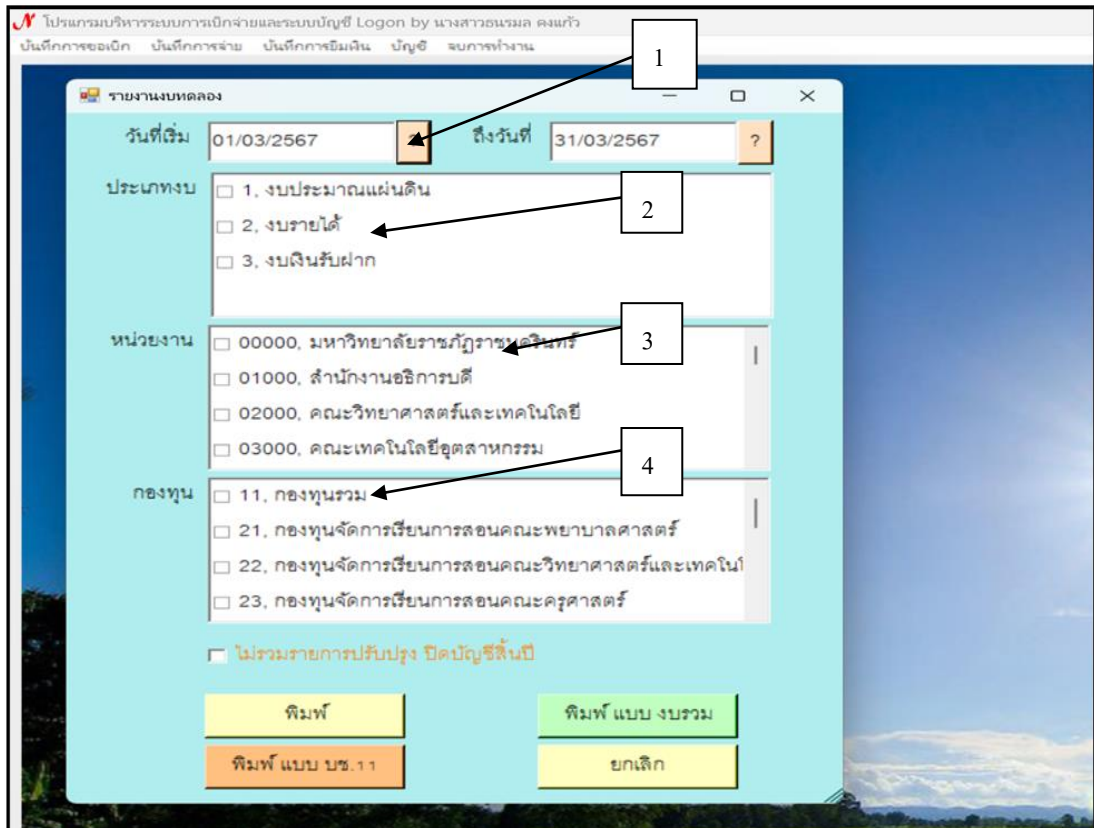 โปรแกรมบริหารระบบการเบิกจ่ายและระบบบัญชี Logon by นางสาวธนรมล คงแก้ว
บันทึกการขอเบิก บันทึกการจ่าย บันทึกการยืมเงิน บัญชี จบการทำงาน
1
รายงานงบทดลอง
วันที่เริ่ม 01/03/2567 ? ถึงวันที่ 31/03/2567 ?
ประเภทงบ 1, งบประมาณแผ่นดิน
2
2, งบรายได้
3, งบเงินรับฝาก
หน่วยงาน 00000, มหาวิทยาลัยราชภัฏราชนครินทร์
3
01000, สำนักงานอธิการบดี
02000, คณะวิทยาศาสตร์และเทคโนโลยี
03000, คณะเทคโนโลยีอุตสาหกรรม
4
กองทุน 11, กองทุนรวม
21, กองทุนจัดการเรียนการสอนคณะพยาบาลศาสตร์
22, กองทุนจัดการเรียนการสอนคณะวิทยาศาสตร์และเทคโนโ
23, กองทุนจัดการเรียนการสอนคณะครุศาสตร์
ไม่รวมรายการปรับปรุง ปิดบัญชีสิ้นปี
พิมพ์ พิมพ์ แบบ งบรวม
พิมพ์ แบบ บช.11 ยกเลิก